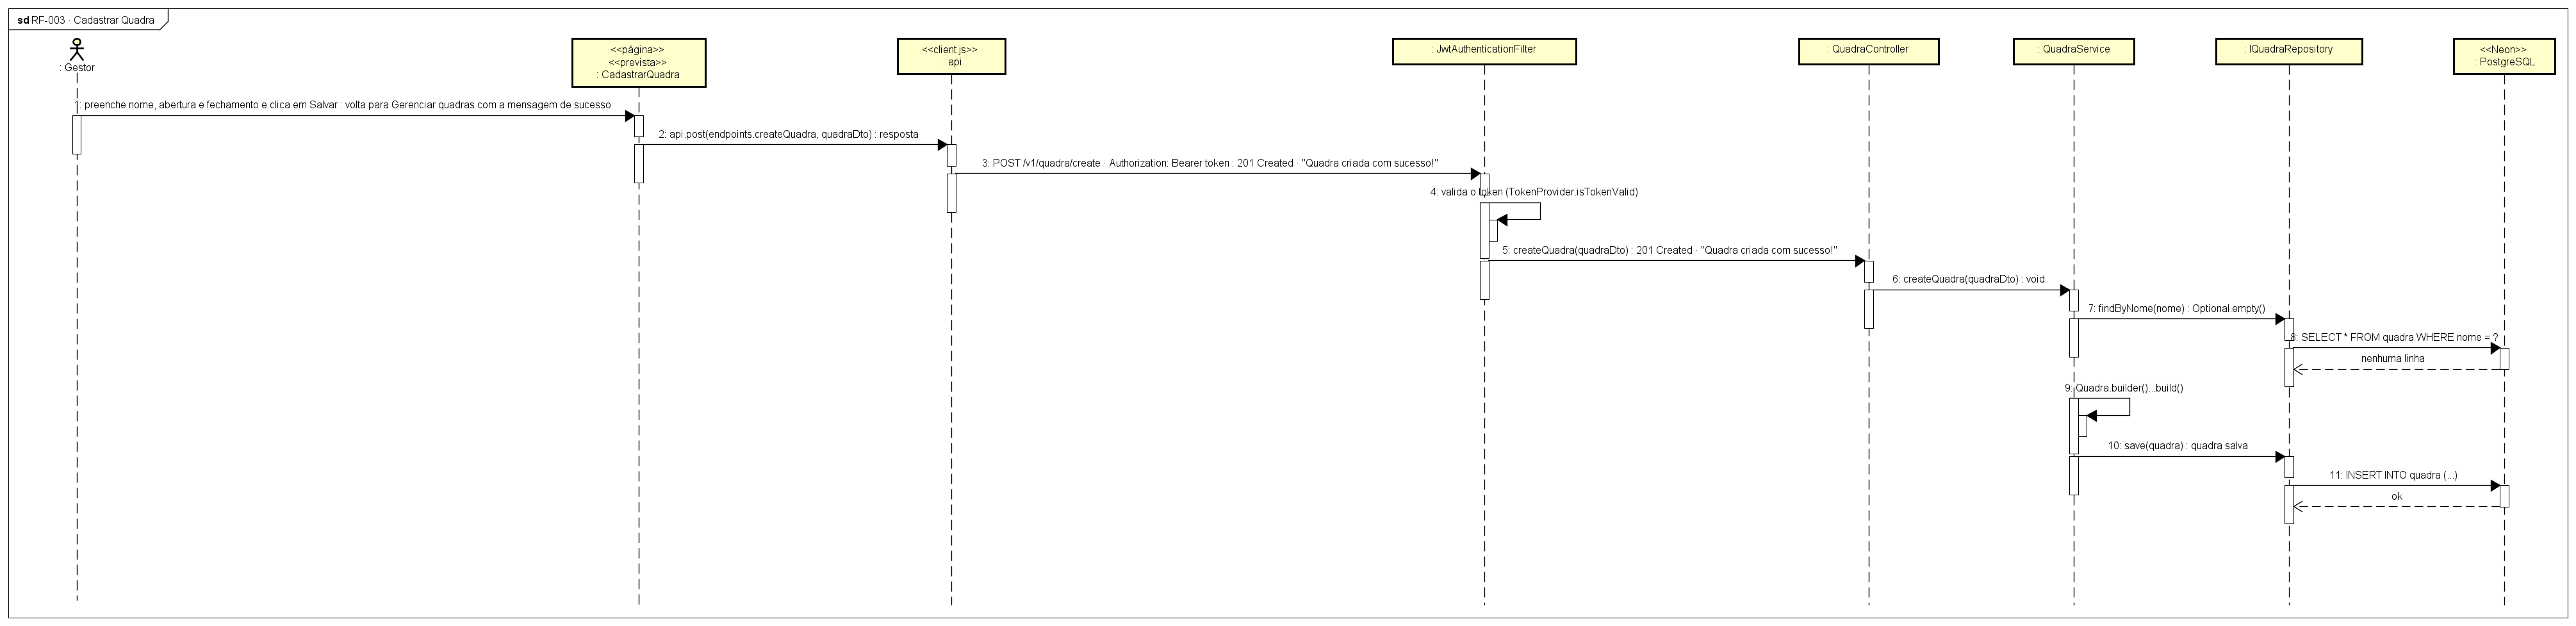 sd RF-003 · Cadastrar Quadra
: Gestor
<<página>>
<<prevista>>
: CadastrarQuadra
<<client.js>>
: api
: JwtAuthenticationFilter
: QuadraController
: QuadraService
: IQuadraRepository
<<Neon>>
: PostgreSQL
1: preenche nome, abertura e fechamento e clica em Salvar : volta para Gerenciar quadras com a mensagem de sucesso
2: api.post(endpoints.createQuadra, quadraDto) : resposta
3: POST /v1/quadra/create · Authorization: Bearer token : 201 Created · "Quadra criada com sucesso!"
4: valida o token (TokenProvider.isTokenValid)
5: createQuadra(quadraDto) : 201 Created · "Quadra criada com sucesso!"
6: createQuadra(quadraDto) : void
7: findByNome(nome) : Optional.empty()
8: SELECT * FROM quadra WHERE nome = ?
nenhuma linha
9: Quadra.builder()...build()
10: save(quadra) : quadra salva
11: INSERT INTO quadra (...)
ok